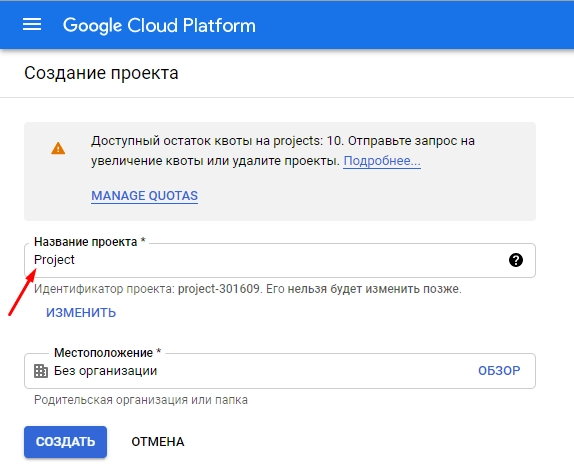 Google Cloud Platform
Создание проекта
Доступный остаток квоты на projects: 10. Отправьте запрос на
увеличение квоты или удалите проекты. Подробнее...
MANAGE QUOTAS
Название проекта *
Project
Идентификатор проекта: project-301609. Его нельзя будет изменить позже.
ИЗМЕНИТЬ
Местоположение *
Без организации
ОБЗОР
Родительская организация или папка
СОЗДАТЬ
ОТМЕНА